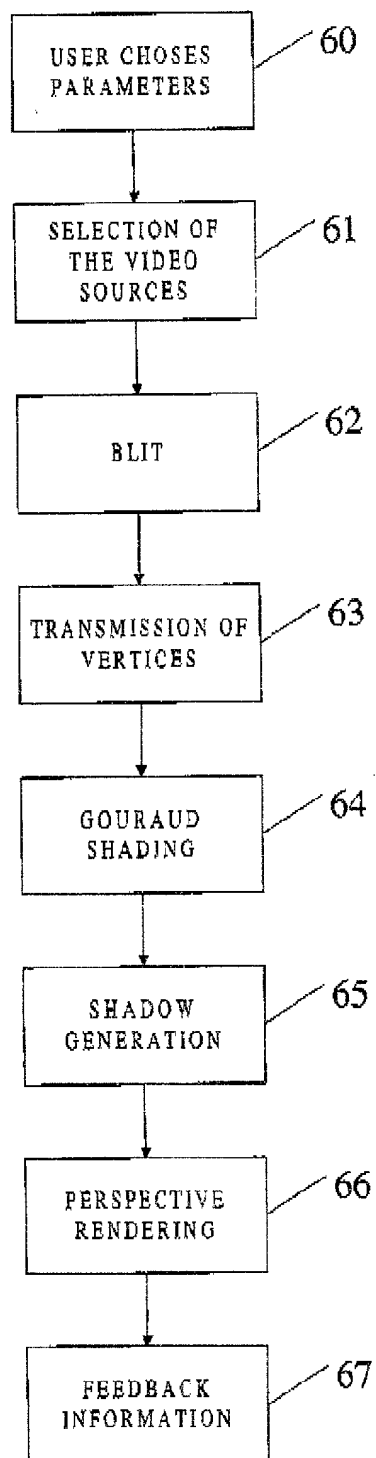 60
USER CHOSES
PARAMETERS
61
SELECTION OF
THE VIDEO
SOURCES
62
BLIT
63
TRANSMISSION OF
VERTICES
64
GOURAUD
SHADING
65
SHADOW
GENERATION
66
PERSPECTIVE
RENDERING
67
FEEDBACK
INFORMATION